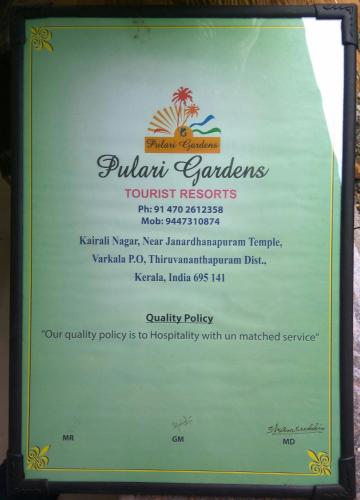 Pulari Gardens
Pulari Gardens
TOURIST RESORTS
Ph: 91 470 2612358
Mob: 9447310874
Kairali Nagar, Near Janardhanapuram Temple,
Varkala P.O, Thiruvananthapuram Dist.,
Kerala, India 695 141
Quality Policy
"Our quality policy is to Hospitality with un matched service"
MR
GM
MD